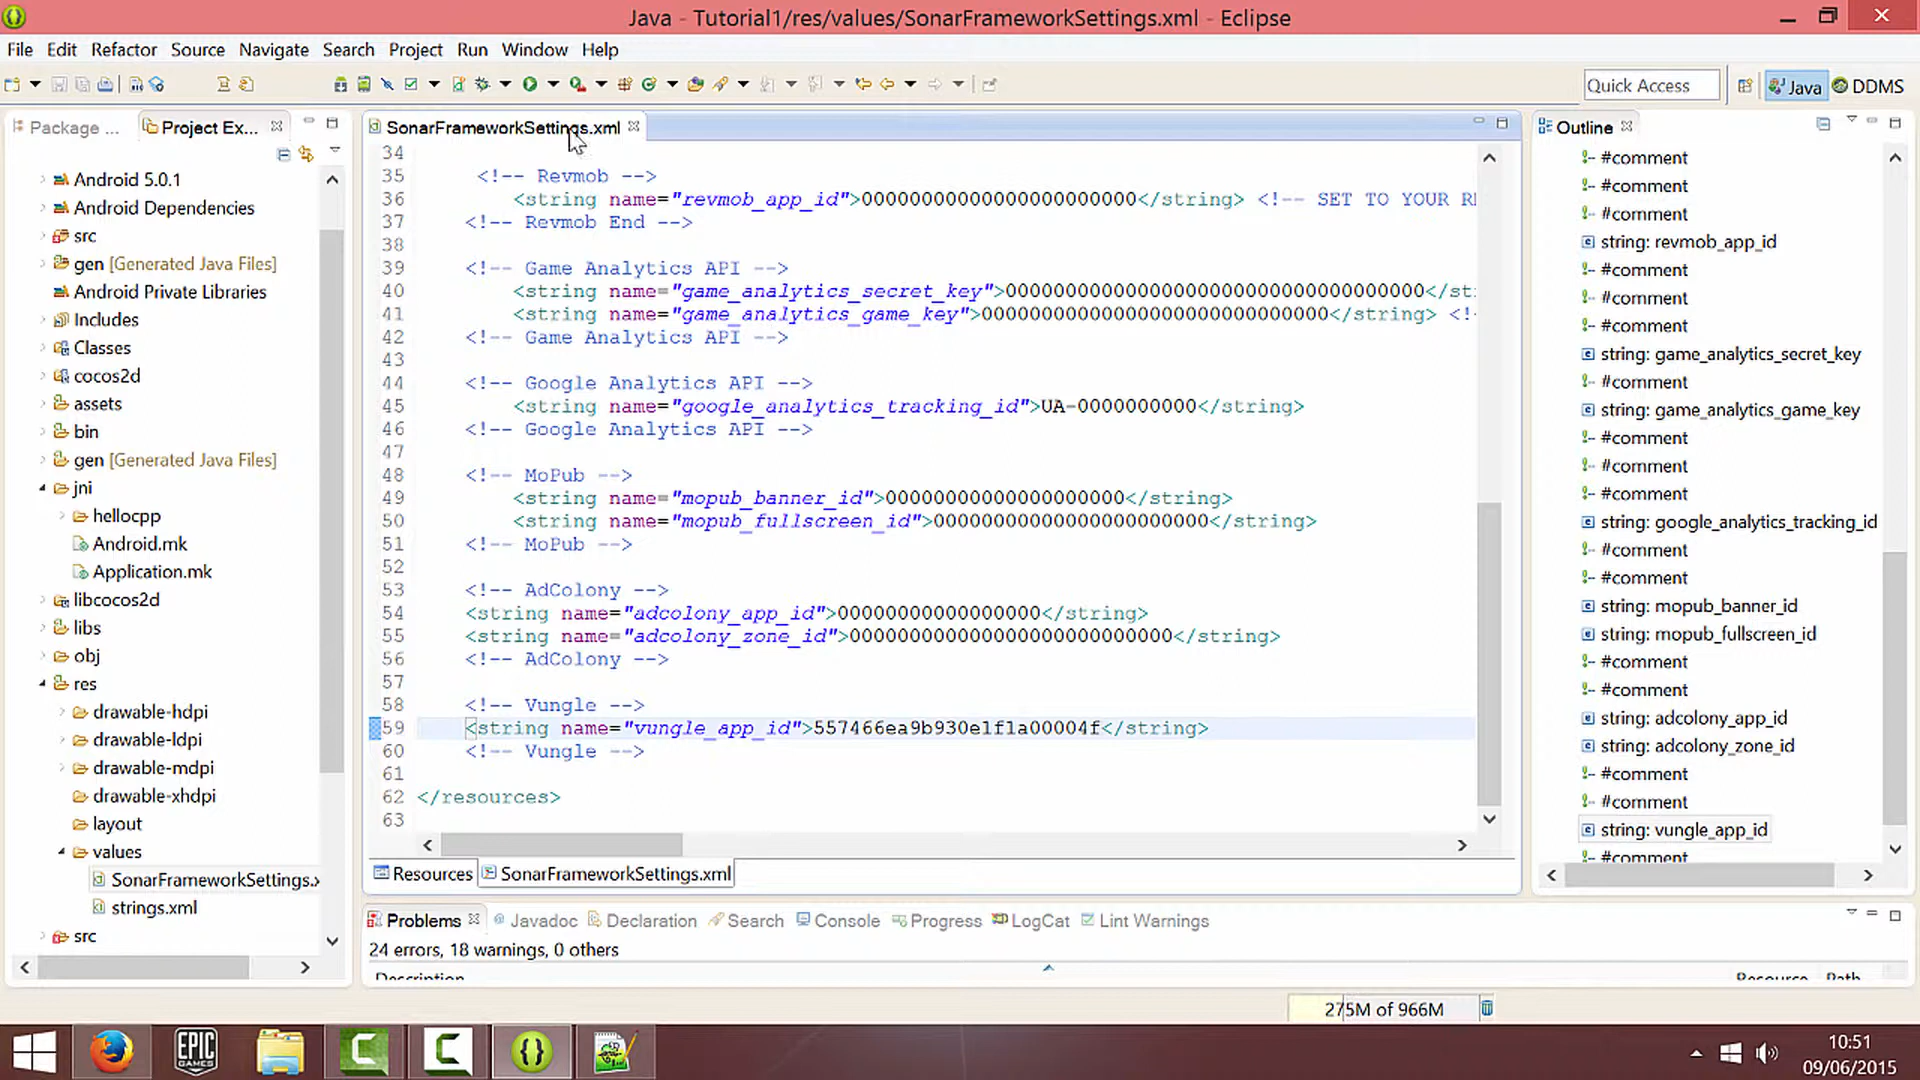 Java - Tutorial1/res/values/SonarFrameworkSettings.xml - Eclipse
File Edit Refactor Source Navigate Search Project Run Window Help
Quick Access Java DDMS
Package ... Project Ex...
Android 5.0.1
Android Dependencies
src
gen [Generated Java Files]
Android Private Libraries
Includes
Classes
cocos2d
assets
bin
gen [Generated Java Files]
jni
hellocpp
Android.mk
Application.mk
libcocos2d
libs
obj
res
drawable-hdpi
drawable-ldpi
drawable-mdpi
drawable-xhdpi
layout
values
SonarFrameworkSettings.x
strings.xml
src
SonarFrameworkSettings.xml
34
35 <!-- Revmob -->
36 <string name="revmob_app_id">00000000000000000000000</string> <!-- SET TO YOUR RE
37 <!-- Revmob End -->
38
39 <!-- Game Analytics API -->
40 <string name="game_analytics_secret_key">00000000000000000000000000000000000</st
41 <string name="game_analytics_game_key">00000000000000000000000000000</string> <!-
42 <!-- Game Analytics API -->
43
44 <!-- Google Analytics API -->
45 <string name="google_analytics_tracking_id">UA-0000000000</string>
46 <!-- Google Analytics API -->
47
48 <!-- MoPub -->
49 <string name="mopub_banner_id">00000000000000000000</string>
50 <string name="mopub_fullscreen_id">00000000000000000000000</string>
51 <!-- MoPub -->
52
53 <!-- AdColony -->
54 <string name="adcolony_app_id">00000000000000000</string>
55 <string name="adcolony_zone_id">000000000000000000000000000</string>
56 <!-- AdColony -->
57
58 <!-- Vungle -->
59 <string name="vungle_app_id">557466ea9b930e1f1a00004f</string>
60 <!-- Vungle -->
61
62 </resources>
63
Resources SonarFrameworkSettings.xml
Outline
#comment
#comment
#comment
string: revmob_app_id
#comment
#comment
#comment
string: game_analytics_secret_key
#comment
string: game_analytics_game_key
#comment
#comment
#comment
string: google_analytics_tracking_id
#comment
#comment
string: mopub_banner_id
string: mopub_fullscreen_id
#comment
#comment
string: adcolony_app_id
string: adcolony_zone_id
#comment
#comment
string: vungle_app_id
#comment
Problems Javadoc Declaration Search Console Progress LogCat Lint Warnings
24 errors, 18 warnings, 0 others
Description Resource Path
275M of 966M
EPIC GAMES
10:51
09/06/2015